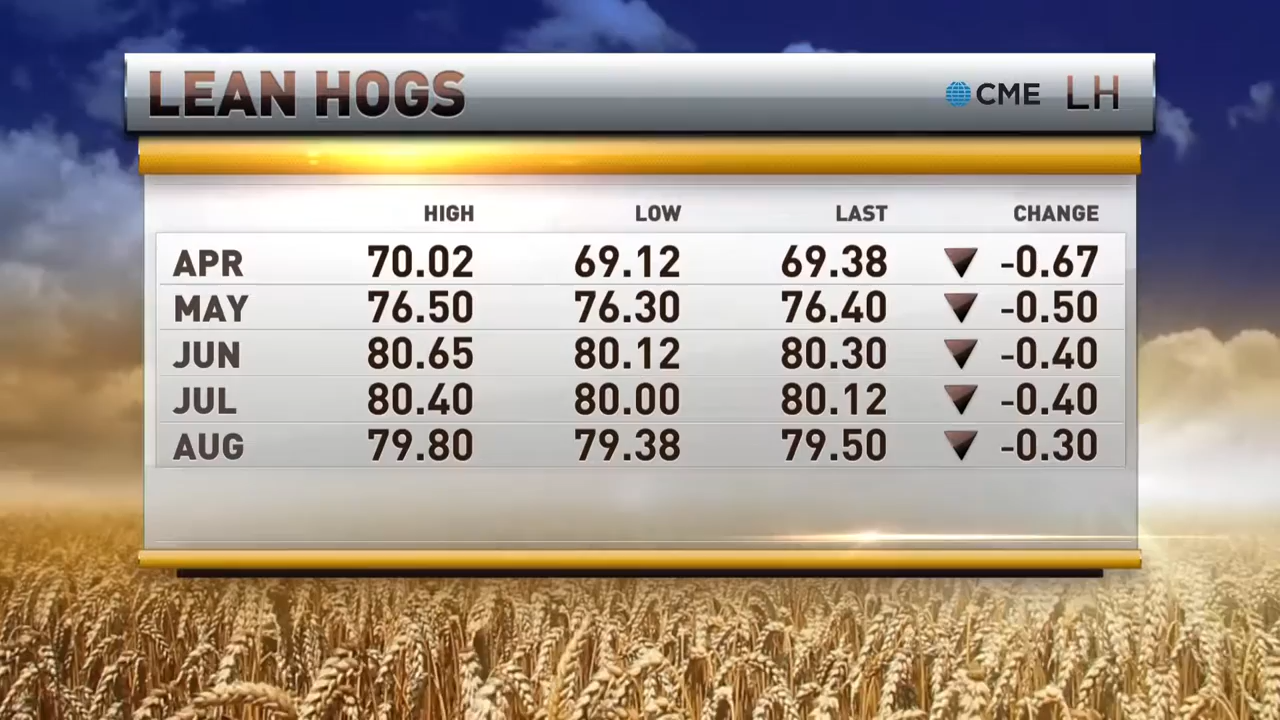 LEAN HOGS CME LH
HIGH LOW LAST CHANGE
APR 70.02 69.12 69.38 ▼ -0.67
MAY 76.50 76.30 76.40 ▼ -0.50
JUN 80.65 80.12 80.30 ▼ -0.40
JUL 80.40 80.00 80.12 ▼ -0.40
AUG 79.80 79.38 79.50 ▼ -0.30